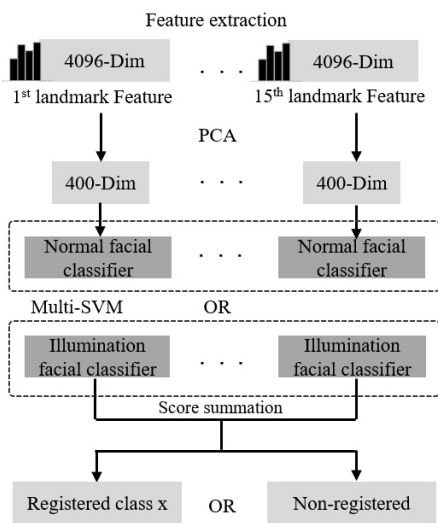 Feature extraction
4096-Dim . . . 4096-Dim
1st landmark Feature 15th landmark Feature
PCA
400-Dim . . . 400-Dim
Normal facial classifier . . . Normal facial classifier
Multi-SVM OR
Illumination facial classifier . . . Illumination facial classifier
Score summation
Registered class x OR Non-registered